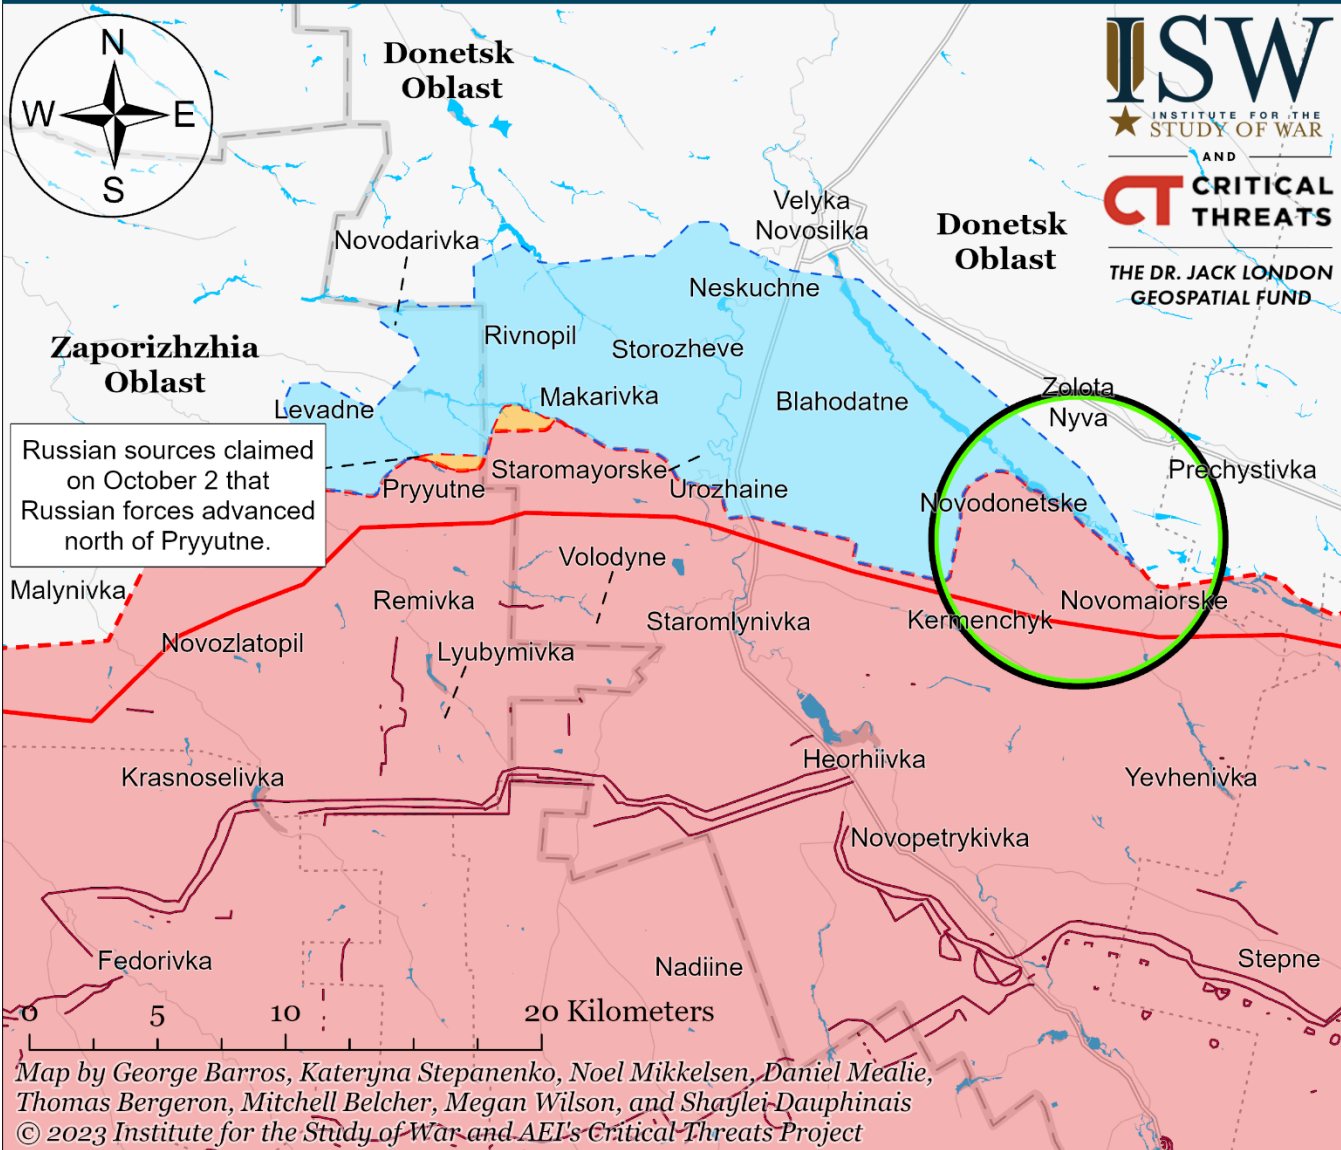 N
W
E
S
Donetsk
Oblast
ISW
INSTITUTE FOR THE
STUDY OF WAR
AND
CT CRITICAL
THREATS
THE DR. JACK LONDON
GEOSPATIAL FUND
Velyka
Novosilka
Donetsk
Oblast
Novodarivka
Neskuchne
Rivnopil
Storozheve
Zaporizhzhia
Oblast
Levadne
Makarivka
Blahodatne
Zolota
Nyva
Russian sources claimed
on October 2 that
Russian forces advanced
north of Pryyutne.
Pryyutne
Staromayorske
Urozhaine
Novodonetske
Prechystivka
Malynivka
Volodyne
Remivka
Staromlynivka
Kermenchyk
Novomaiorske
Novozlatopil
Lyubymivka
Krasnoselivka
Heorhiivka
Yevhenivka
Novopetrykivka
Fedorivka
Nadiine
Stepne
0 5 10 20 Kilometers
Map by George Barros, Kateryna Stepanenko, Noel Mikkelsen, Daniel Mealie,
Thomas Bergeron, Mitchell Belcher, Megan Wilson, and Shaylei Dauphinais
© 2023 Institute for the Study of War and AEI's Critical Threats Project